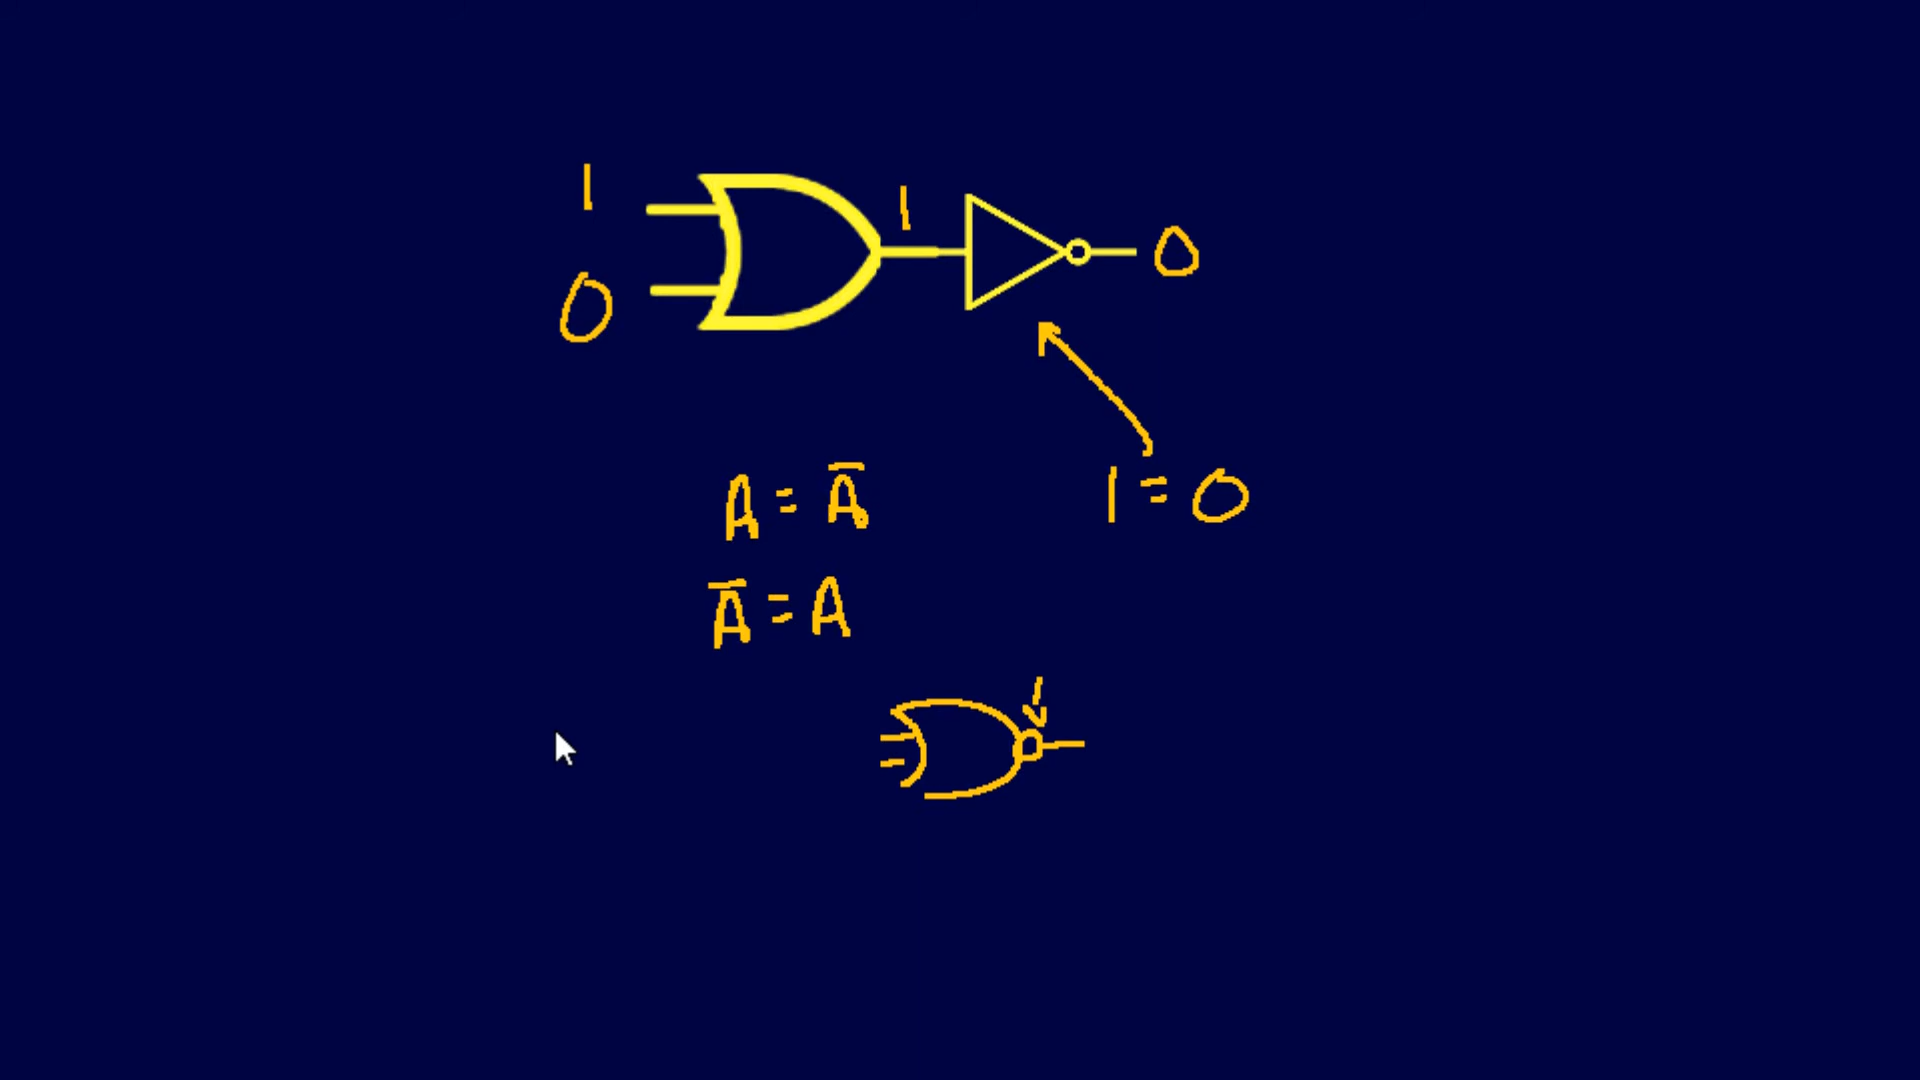 1
1
0
0
A = A̅
1 = 0
A̅ = A